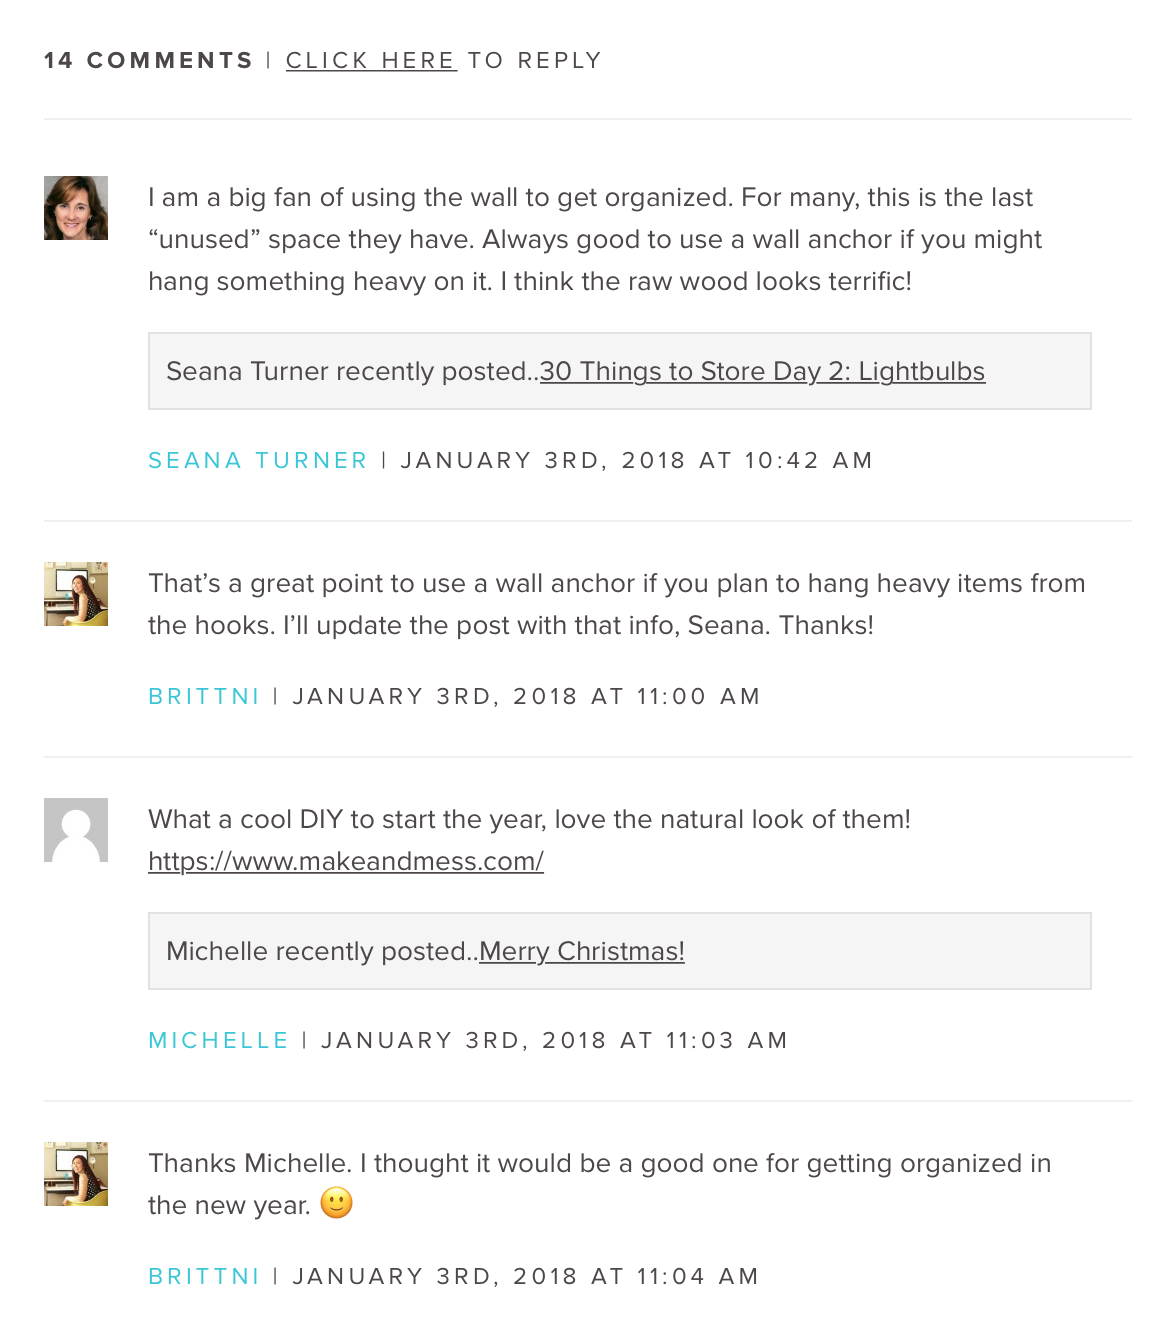 14 COMMENTS | CLICK HERE TO REPLY
I am a big fan of using the wall to get organized. For many, this is the last
“unused” space they have. Always good to use a wall anchor if you might
hang something heavy on it. I think the raw wood looks terrific!
Seana Turner recently posted..30 Things to Store Day 2: Lightbulbs
SEANA TURNER | JANUARY 3RD, 2018 AT 10:42 AM
That’s a great point to use a wall anchor if you plan to hang heavy items from
the hooks. I’ll update the post with that info, Seana. Thanks!
BRITTNI | JANUARY 3RD, 2018 AT 11:00 AM
What a cool DIY to start the year, love the natural look of them!
https://www.makeandmess.com/
Michelle recently posted..Merry Christmas!
MICHELLE | JANUARY 3RD, 2018 AT 11:03 AM
Thanks Michelle. I thought it would be a good one for getting organized in
the new year. 🙂
BRITTNI | JANUARY 3RD, 2018 AT 11:04 AM